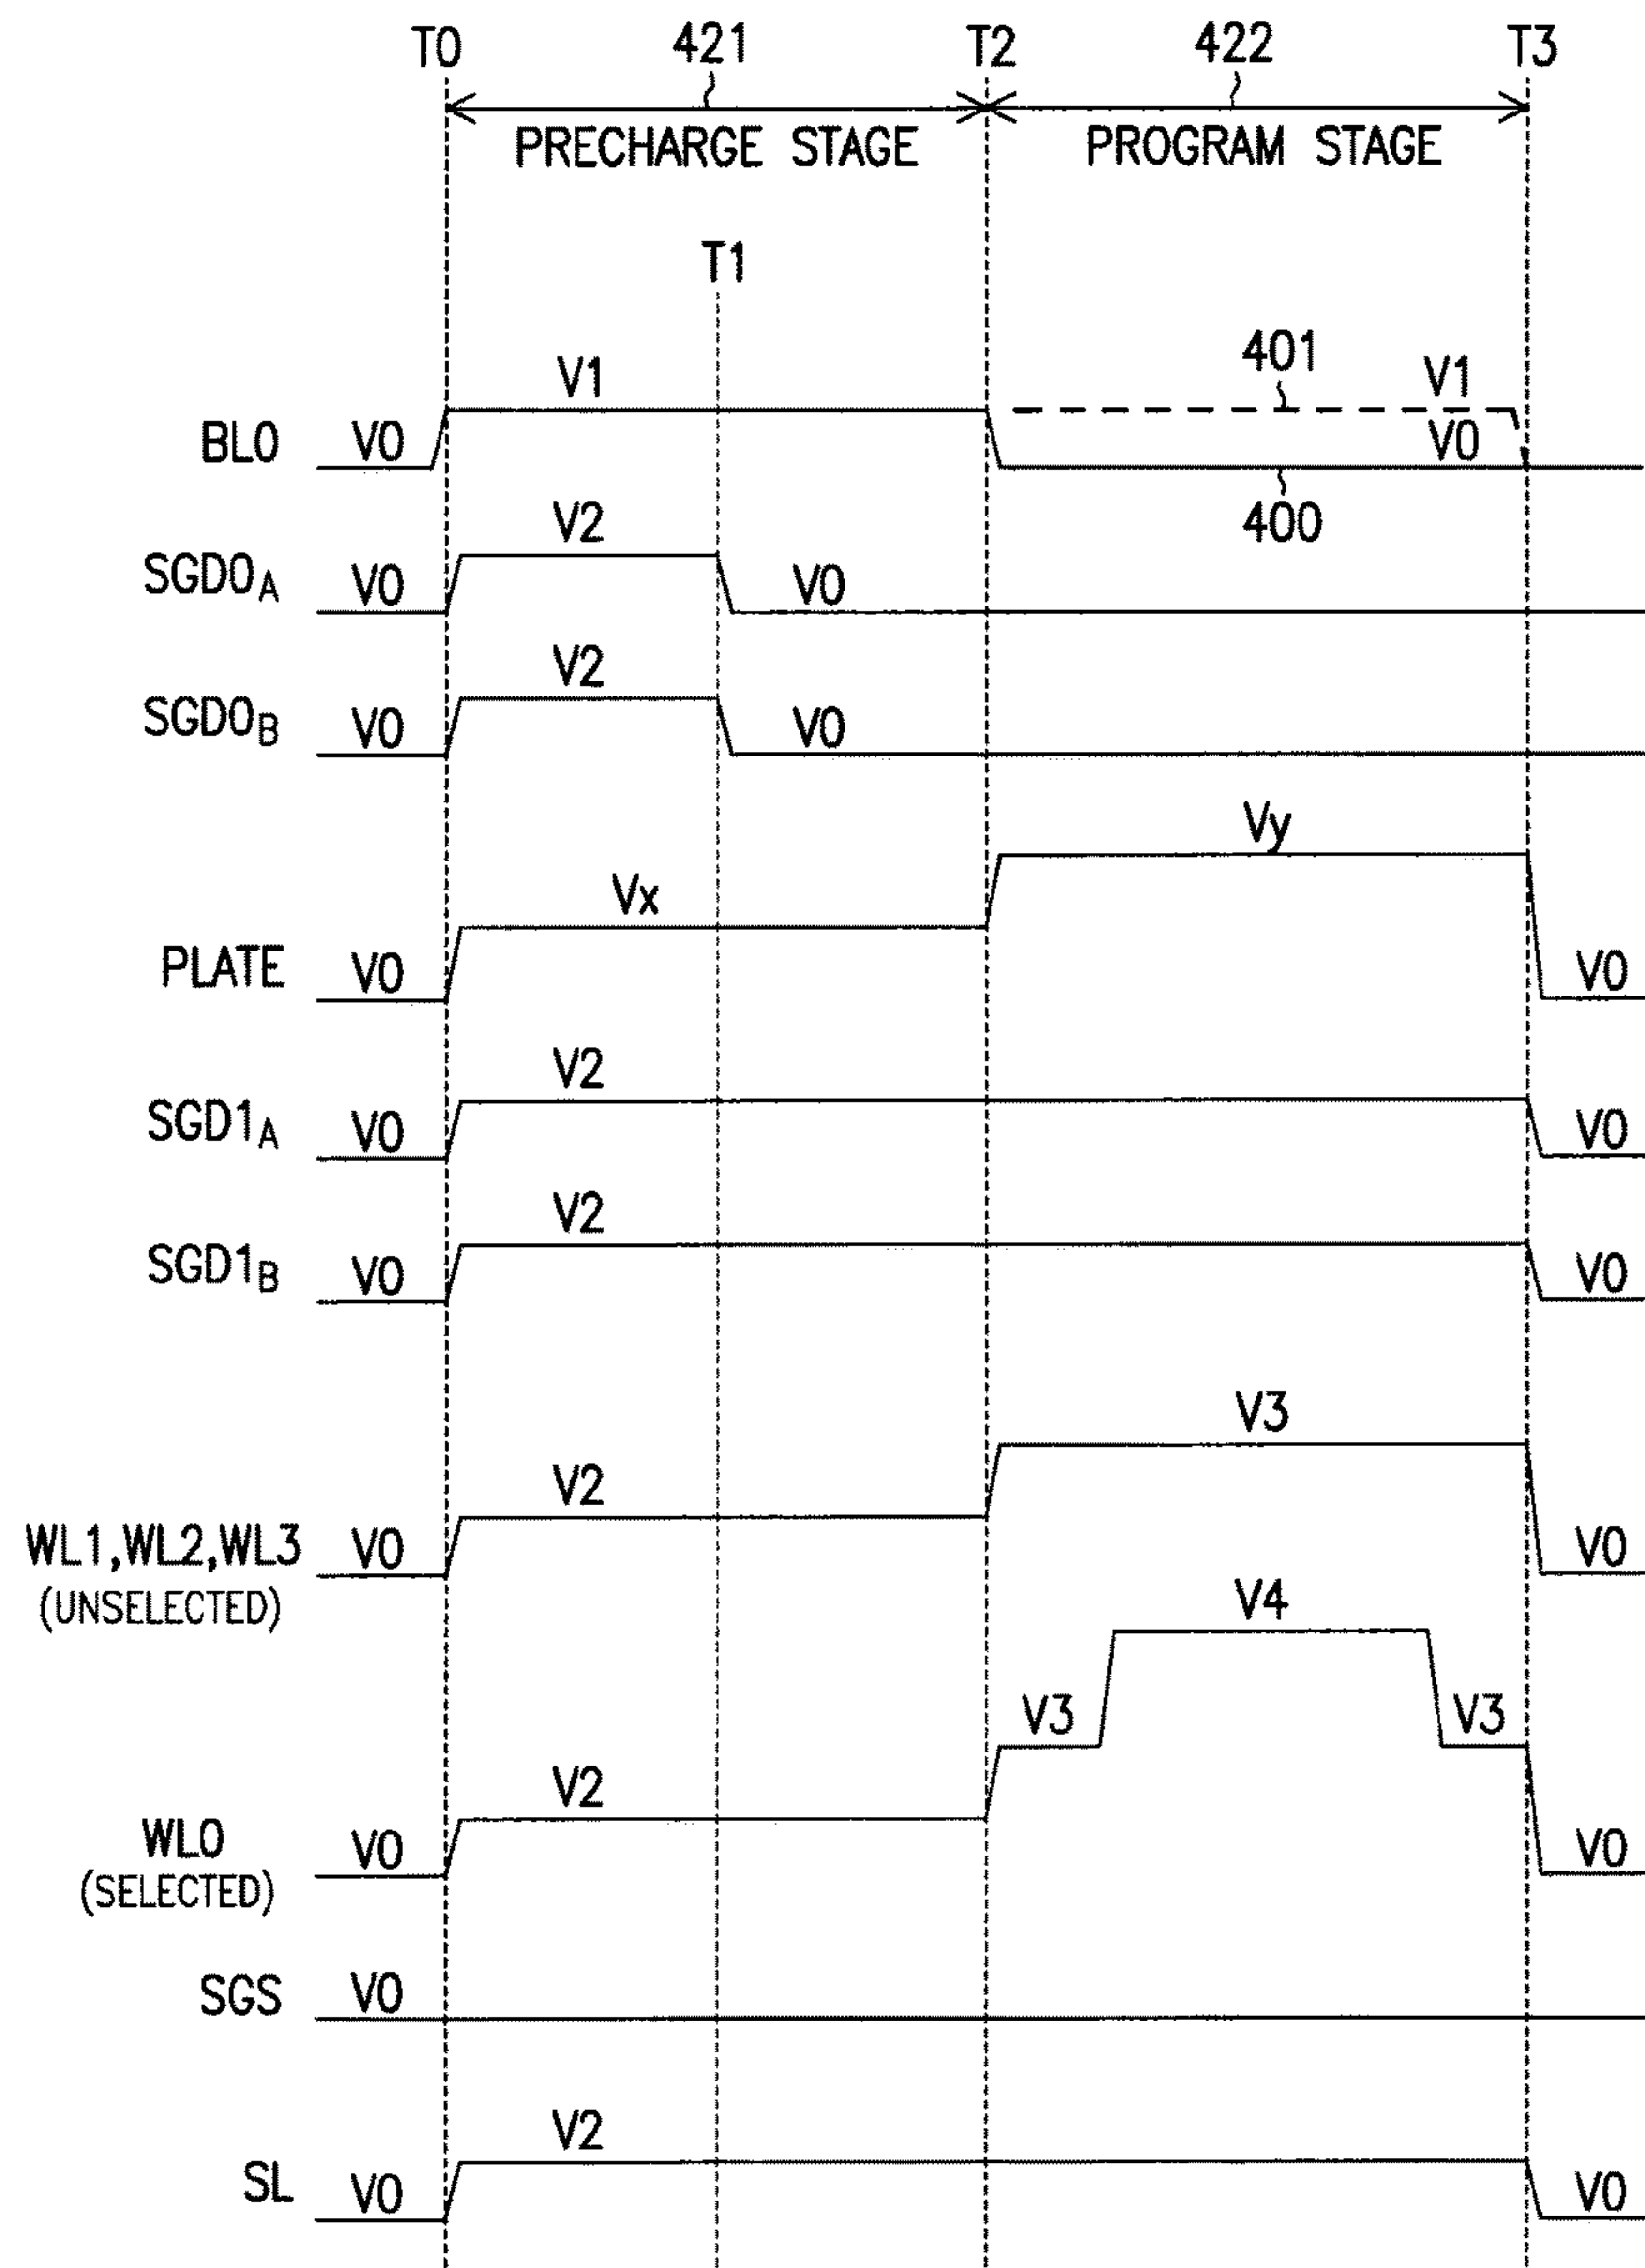 T0 421 T2 422 T3
PRECHARGE STAGE PROGRAM STAGE
T1
BL0 V0 V1 401 V1
V0
400
SGD0A V0 V2 V0
SGD0B V0 V2 V0
PLATE V0 Vx Vy V0
SGD1A V0 V2 V0
SGD1B V0 V2 V0
WL1,WL2,WL3 V0 V2 V3 V0
(UNSELECTED)
WL0 V0 V2 V3 V4 V3 V0
(SELECTED)
SGS V0
SL V0 V2 V0